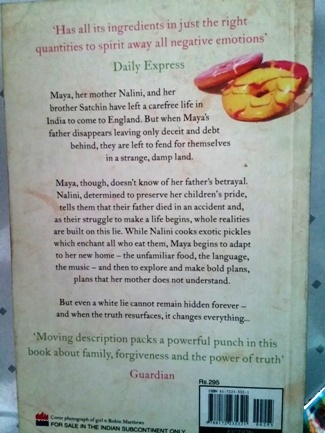 ‘Has all its ingredients in just the right
quantities to spirit away all negative emotions’
Daily Express
Maya, her mother Nalini, and her
brother Satchin have left a carefree life in
India to come to England. But when Maya’s
father disappears leaving only deceit and debt
behind, they are left to fend for themselves
in a strange, damp land.
Maya, though, doesn’t know of her father’s betrayal.
Nalini, determined to preserve her children’s pride,
tells them that their father died in an accident and,
as their struggle to make a life begins, whole realities
are built on this lie. While Nalini cooks exotic pickles
which enchant all who eat them, Maya begins to adapt
to her new home – the unfamiliar food, the language,
the music – and then to explore and make bold plans,
plans that her mother does not understand.
But even a white lie cannot remain hidden forever –
and when the truth resurfaces, it changes everything...
‘Moving description packs a powerful punch in this
book about family, forgiveness and the power of truth’
Guardian
Rs.295
Cover photograph of girl © Robin Matthews
FOR SALE IN THE INDIAN SUBCONTINENT ONLY